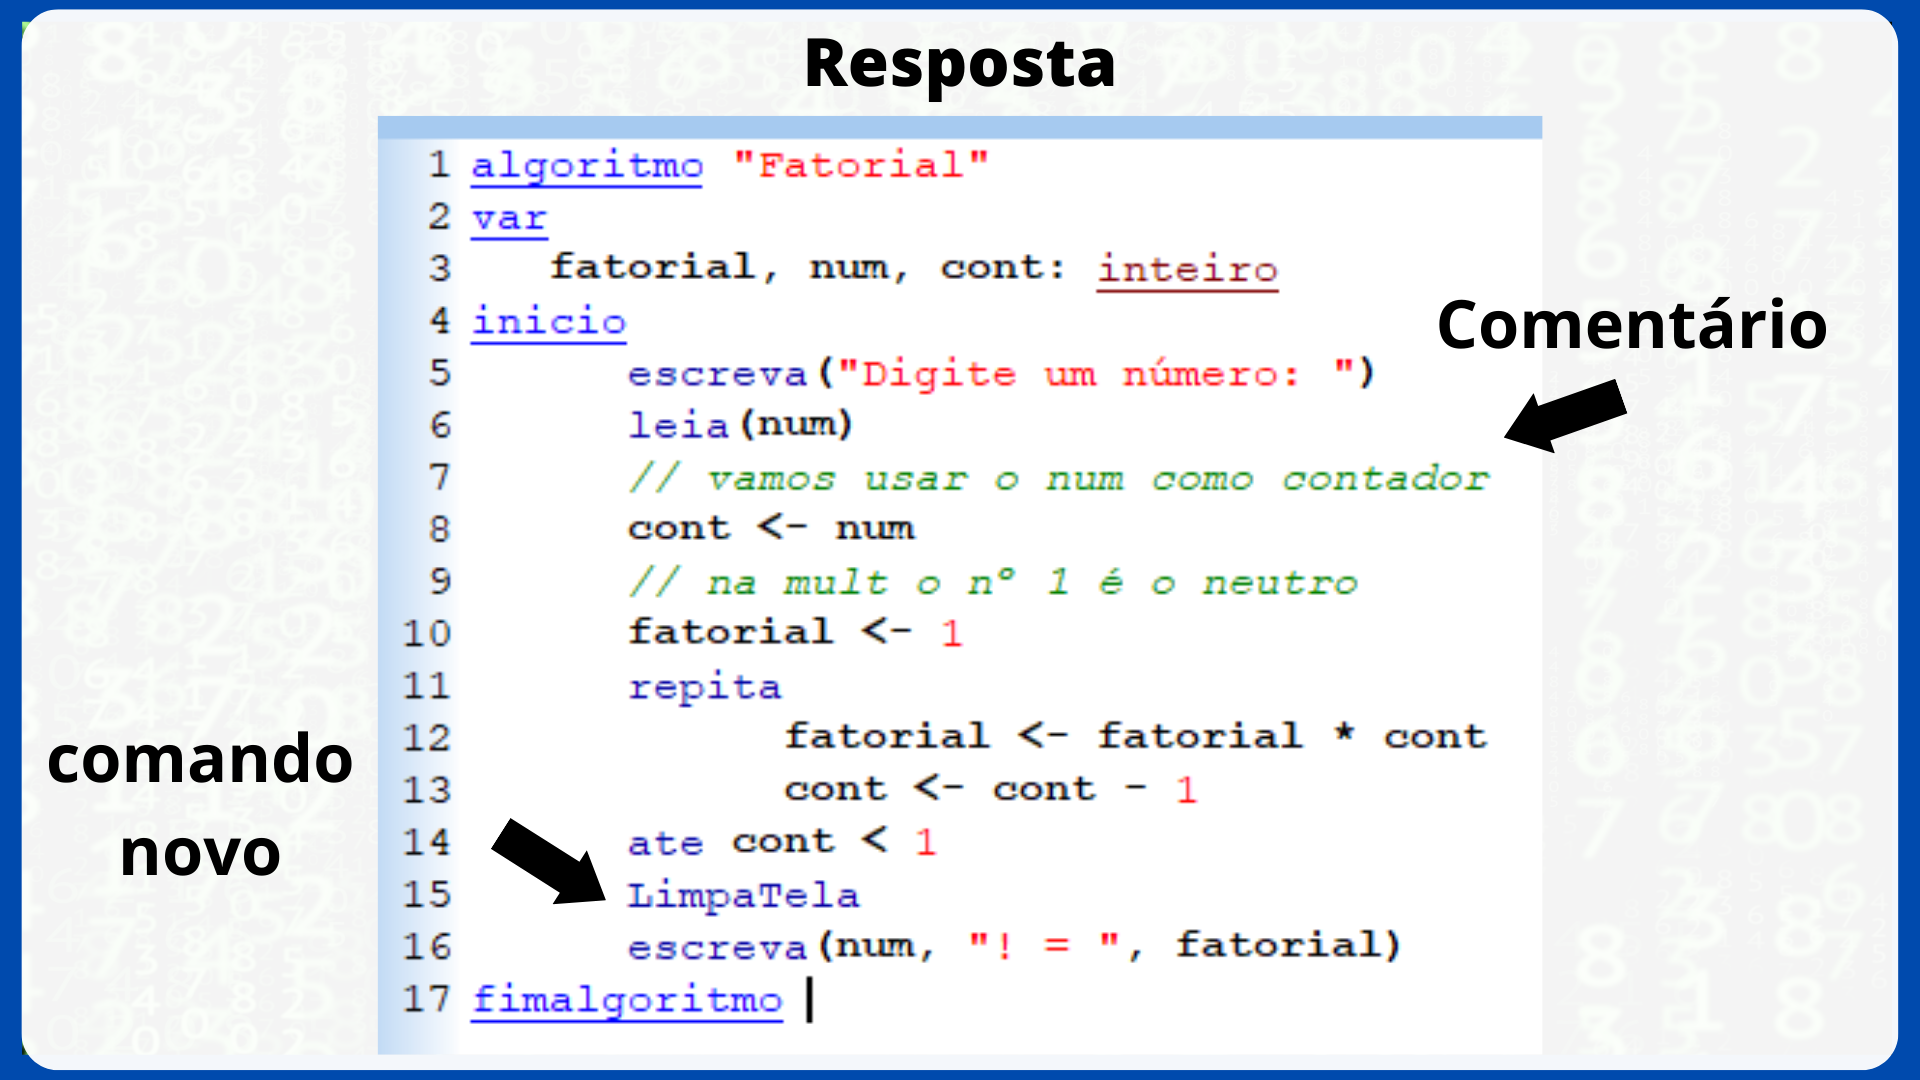 Resposta
1 algoritmo "Fatorial"
2 var
3 fatorial, num, cont: inteiro
4 inicio
5 escreva("Digite um número: ")
6 leia(num)
7 // vamos usar o num como contador
8 cont <- num
9 // na mult o nº 1 é o neutro
10 fatorial <- 1
11 repita
12 fatorial <- fatorial * cont
13 cont <- cont - 1
14 ate cont < 1
15 LimpaTela
16 escreva(num, "! = ", fatorial)
17 fimalgoritmo
Comentário
comando
novo